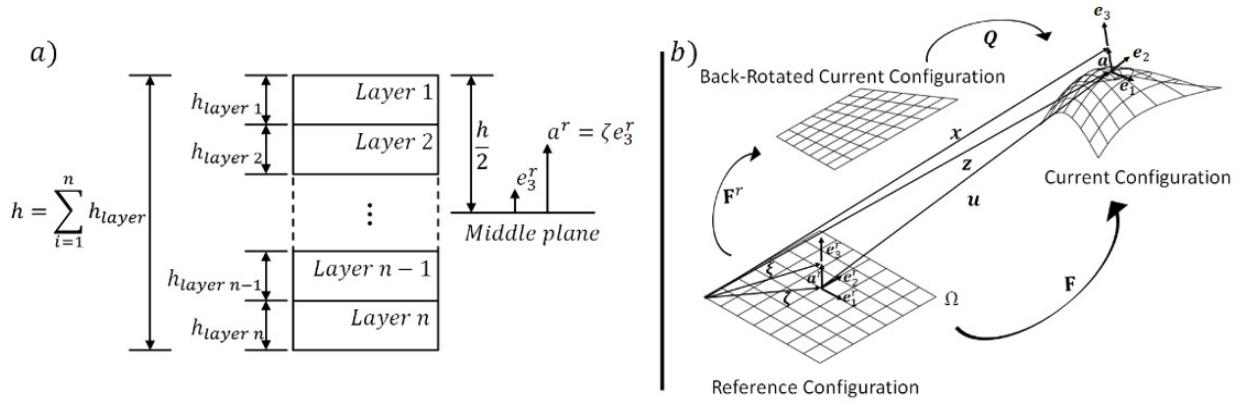 a)
h_{layer 1}
h_{layer 2}
h = \sum_{i=1}^{n} h_{layer}
h_{layer n-1}
h_{layer n}
Layer 1
Layer 2
⋮
Layer n − 1
Layer n
\frac{h}{2}
e_3^r
a^r = ζe_3^r
Middle plane
b)
Q
Back-Rotated Current Configuration
F^r
x
z
u
e_3
a
e_2
e_1
Current Configuration
F
e_3^r
ξ
a^r
e_2^r
ζ
e_1^r
Ω
Reference Configuration